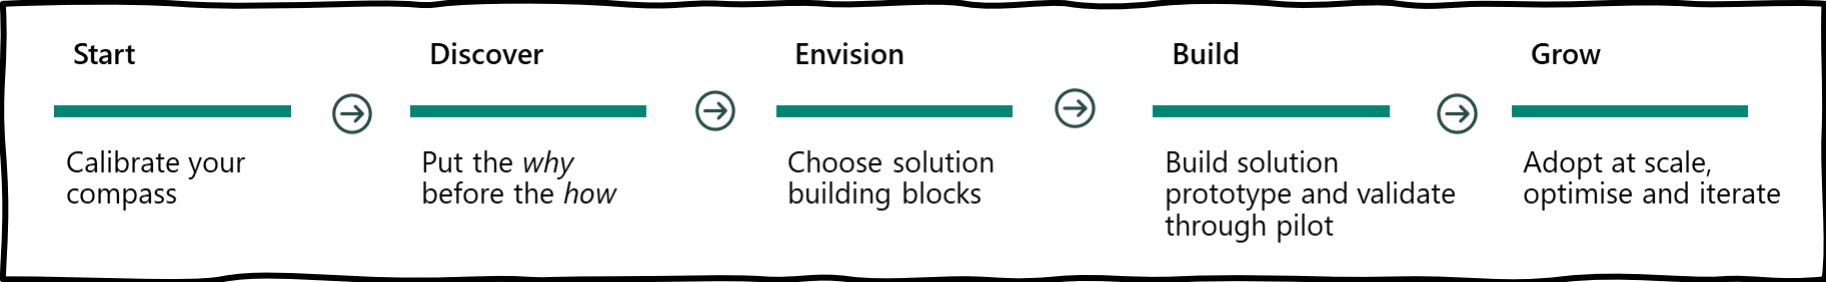 Start
Calibrate your
compass
Discover
Put the why
before the how
Envision
Choose solution
building blocks
Build
Build solution
prototype and validate
through pilot
Grow
Adopt at scale,
optimise and iterate